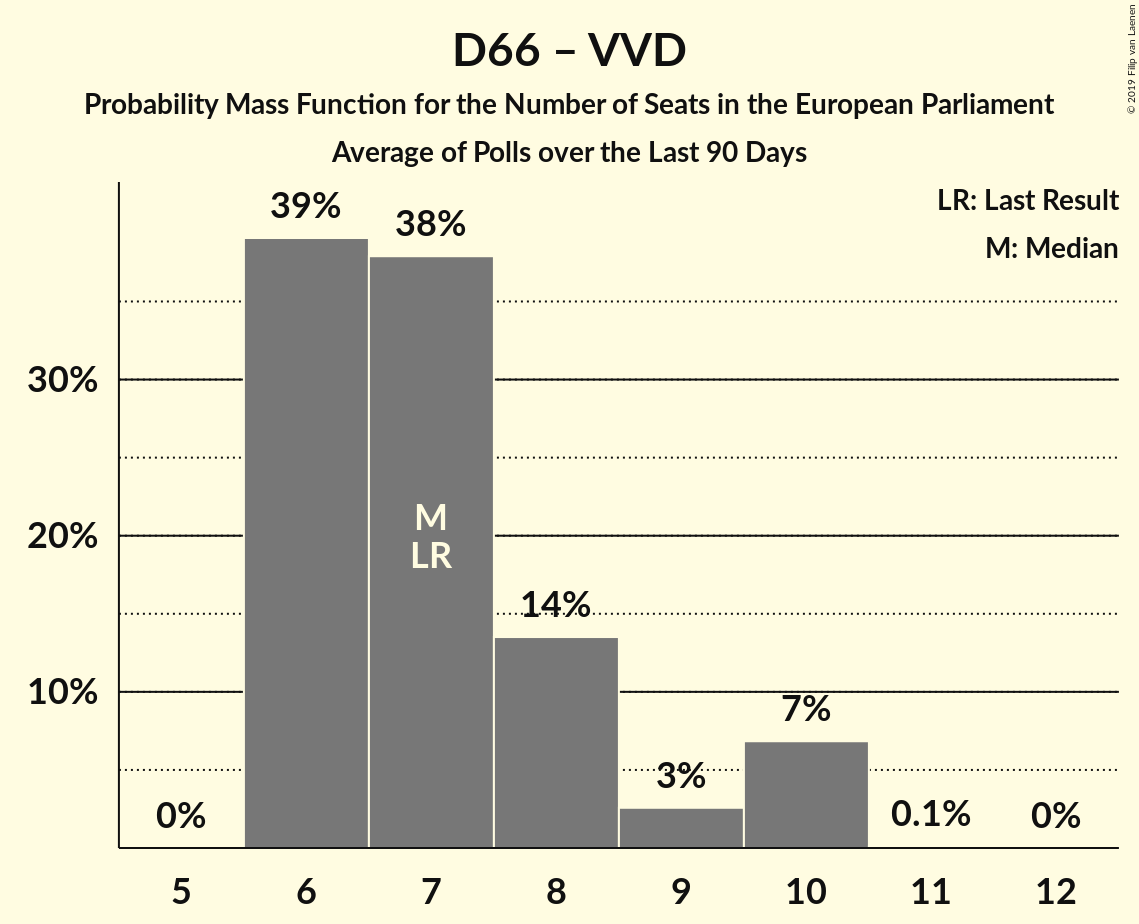 D66 – VVD
Probability Mass Function for the Number of Seats in the European Parliament
Average of Polls over the Last 90 Days
© 2019 Filip van Laenen
LR: Last Result
M: Median
39%
38%
30%
M
LR
20%
14%
10%
7%
3%
0%
0.1%
0%
5 6 7 8 9 10 11 12